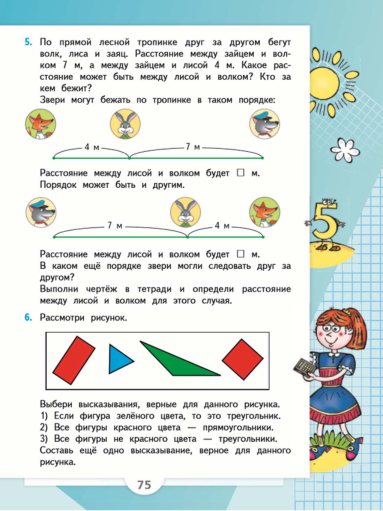 5. По прямой лесной тропинке друг за другом бегут
волк, лиса и заяц. Расстояние между зайцем и вол-
ком 7 м, а между зайцем и лисой 4 м. Какое рас-
стояние может быть между лисой и волком? Кто за
кем бежит?
Звери могут бежать по тропинке в таком порядке:
4 м 7 м
Расстояние между лисой и волком будет □ м.
Порядок может быть и другим.
7 м 4 м
Расстояние между лисой и волком будет □ м.
В каком ещё порядке звери могли следовать друг за
другом?
Выполни чертёж в тетради и определи расстояние
между лисой и волком для этого случая.
6. Рассмотри рисунок.
Выбери высказывания, верные для данного рисунка.
1) Если фигура зелёного цвета, то это треугольник.
2) Все фигуры красного цвета — прямоугольники.
3) Все фигуры не красного цвета — треугольники.
Составь ещё одно высказывание, верное для данного
рисунка.
75
5